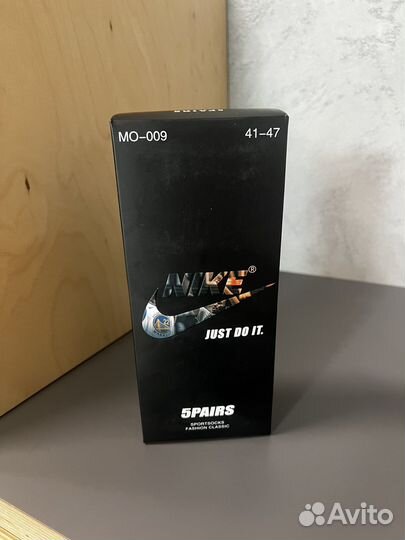 MO-009
41-47
NIKE®
JUST DO IT.
5PAIRS
SPORTSOCKS
FASHION CLASSIC
Avito